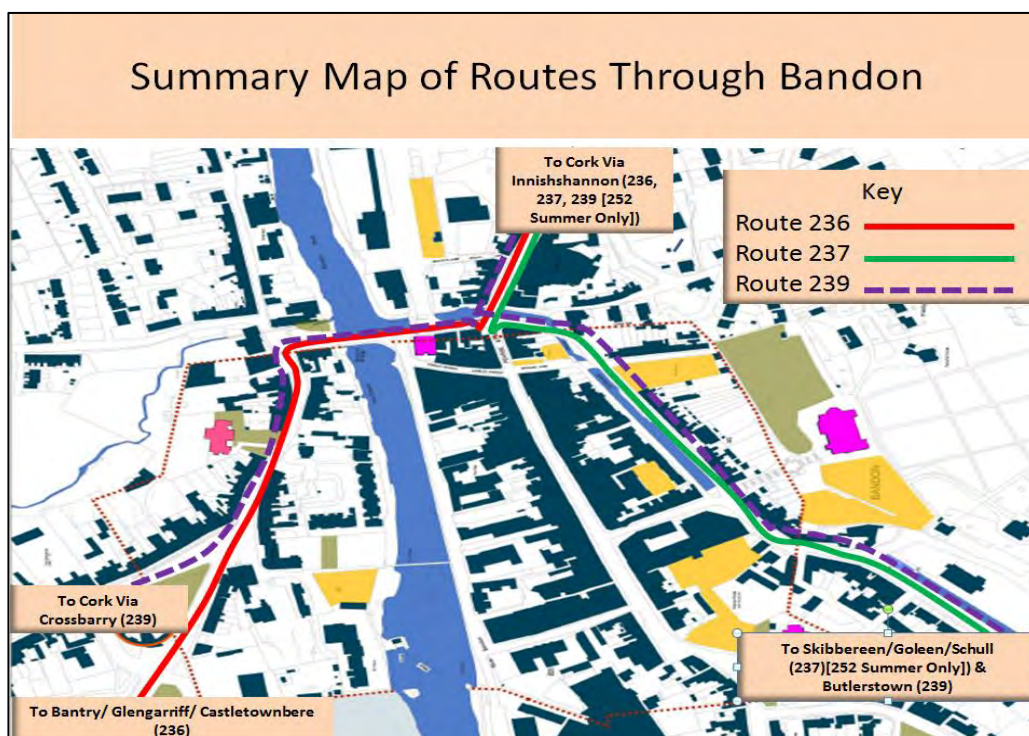 Summary Map of Routes Through Bandon
To Cork Via
Innishshannon (236,
237, 239 [252
Summer Only])
Key
Route 236
Route 237
Route 239
BANDON
To Cork Via
Crossbarry (239)
To Skibbereen/Goleen/Schull
(237)[252 Summer Only]) &
Butlerstown (239)
To Bantry/ Glengarriff/ Castletownbere
(236)